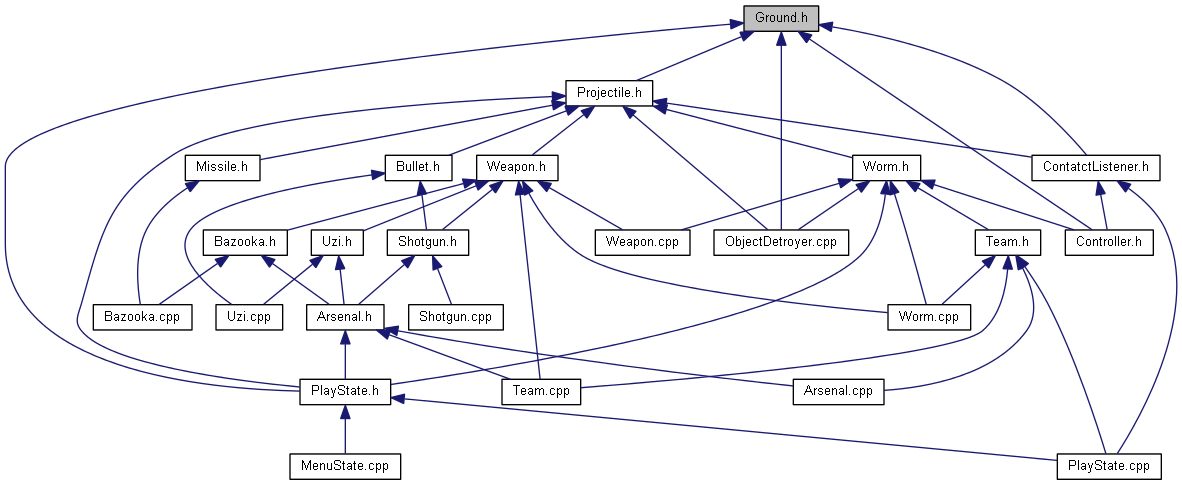 Ground.h
Projectile.h
Missile.h
Bullet.h
Weapon.h
Worm.h
ContatctListener.h
Bazooka.h
Uzi.h
Shotgun.h
Weapon.cpp
ObjectDetroyer.cpp
Team.h
Controller.h
Bazooka.cpp
Uzi.cpp
Arsenal.h
Shotgun.cpp
Worm.cpp
PlayState.h
Team.cpp
Arsenal.cpp
MenuState.cpp
PlayState.cpp